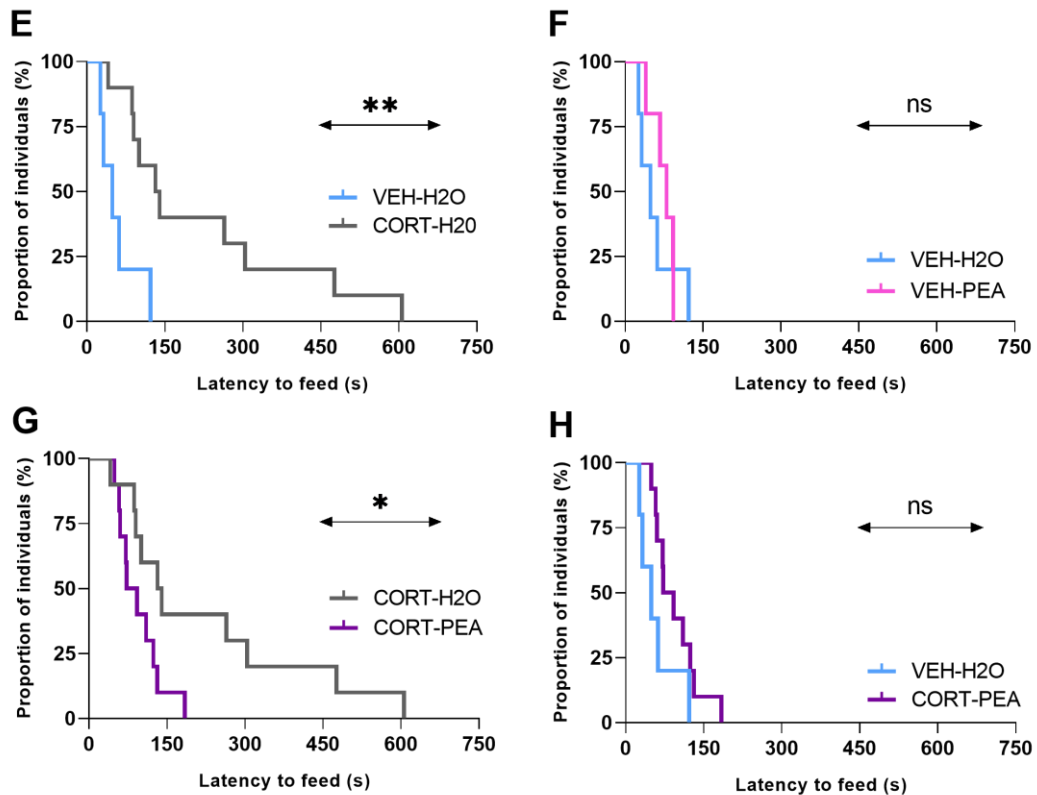 E
Proportion of individuals (%)
100
75
50
25
0
**
VEH-H2O
CORT-H20
0 150 300 450 600 750
Latency to feed (s)
F
Proportion of individuals (%)
100
75
50
25
0
ns
VEH-H2O
VEH-PEA
0 150 300 450 600 750
Latency to feed (s)
G
Proportion of individuals (%)
100
75
50
25
0
*
CORT-H2O
CORT-PEA
0 150 300 450 600 750
Latency to feed (s)
H
Proportion of individuals (%)
100
75
50
25
0
ns
VEH-H2O
CORT-PEA
0 150 300 450 600 750
Latency to feed (s)